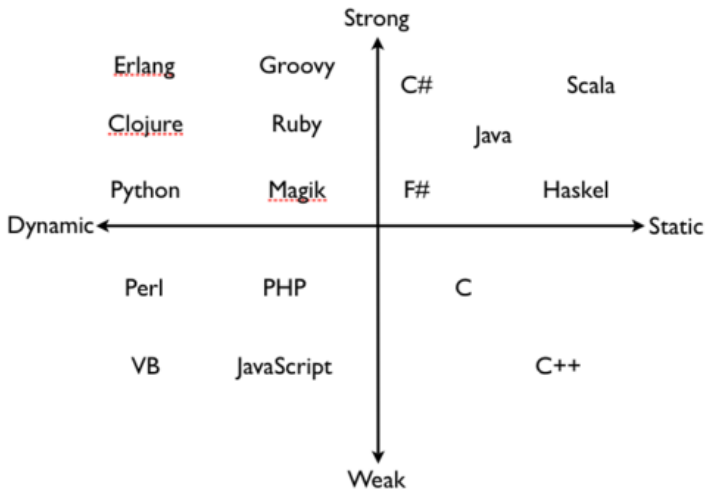 Strong
Erlang Groovy C# Scala
Clojure Ruby Java
Python Magik F# Haskel
Dynamic Static
Perl PHP C
VB JavaScript C++
Weak